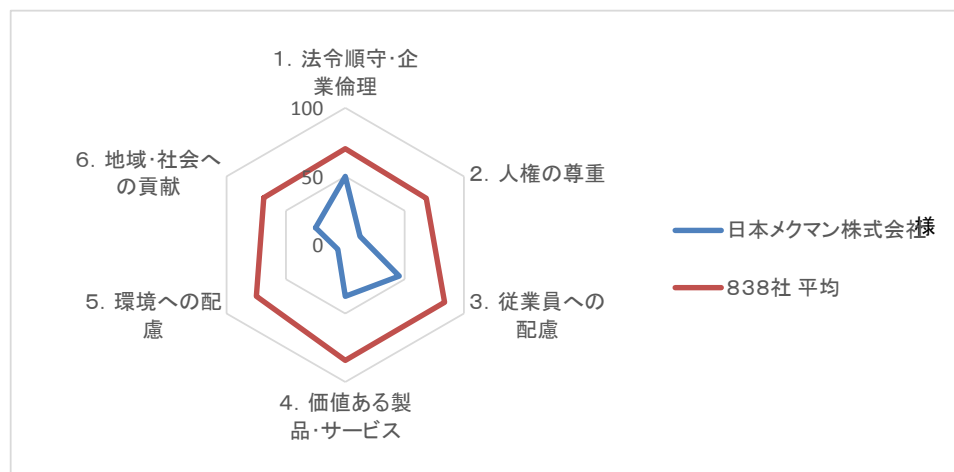 1. 法令順守・企
業倫理
100
50
0
2. 人権の尊重
3. 従業員への
配慮
4. 価値ある製
品・サービス
5. 環境への配
慮
6. 地域・社会へ
の貢献
日本メクマン株式会社様
838社 平均